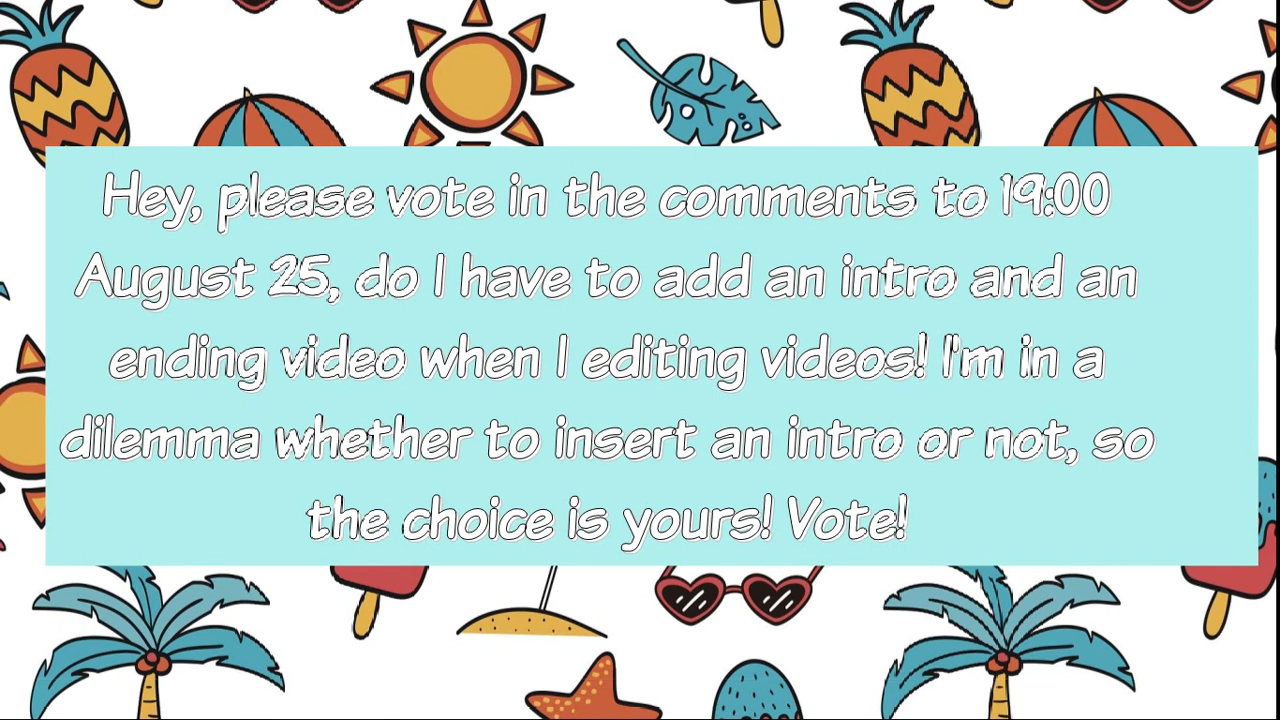 Hey, please vote in the comments to 19:00
August 25, do I have to add an intro and an
ending video when I editing videos! I'm in a
dilemma whether to insert an intro or not, so
the choice is yours! Vote!